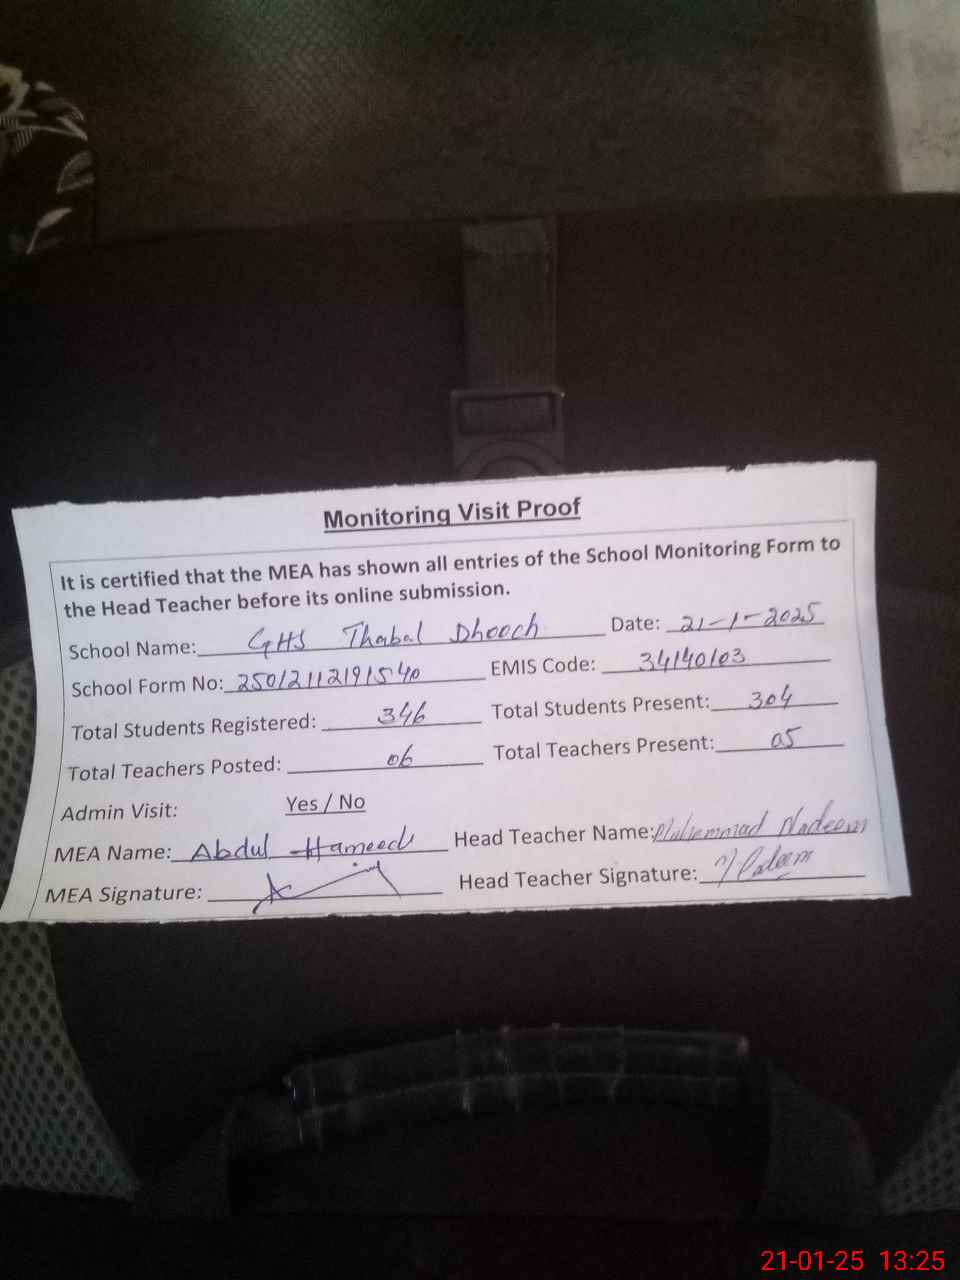 Monitoring Visit Proof
It is certified that the MEA has shown all entries of the School Monitoring Form to
the Head Teacher before its online submission.
School Name: GHS Thabal Dhooch Date: 21-1-2025
School Form No: 25012112191540 EMIS Code: 34140103
Total Students Registered: 346 Total Students Present: 304
Total Teachers Posted: 06 Total Teachers Present: 05
Admin Visit: Yes / No
MEA Name: Abdul Hameed Head Teacher Name: Muhammad Nadeem
MEA Signature: Head Teacher Signature: Nadeem
21-01-25 13:25